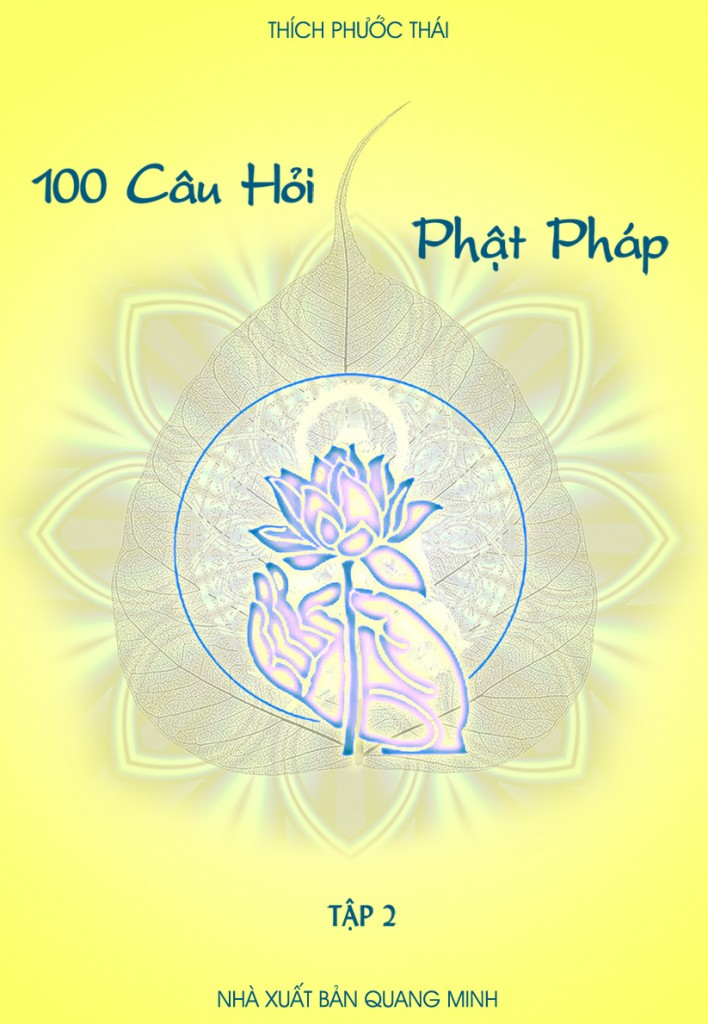 THÍCH PHƯỚC THÁI
100 Câu Hỏi
Phật Pháp
TẬP 2
NHÀ XUẤT BẢN QUANG MINH